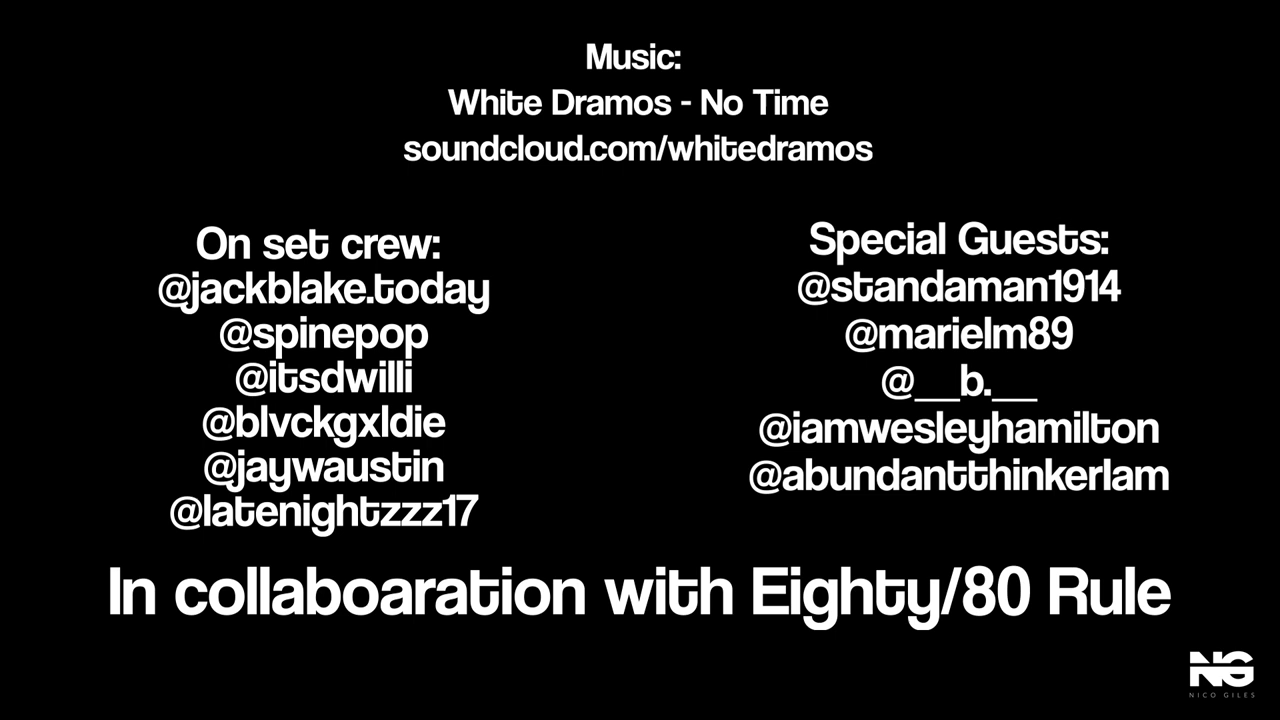 Music:
White Dramos - No Time
soundcloud.com/whitedramos
On set crew:
@jackblake.today
@spinepop
@itsdwilli
@blvckgxldie
@jaywaustin
@latenightzzz17
Special Guests:
@standaman1914
@marielm89
@__b.__
@iamwesleyhamilton
@abundantthinkerlam
In collaboaration with Eighty/80 Rule
NG
NICO GILES